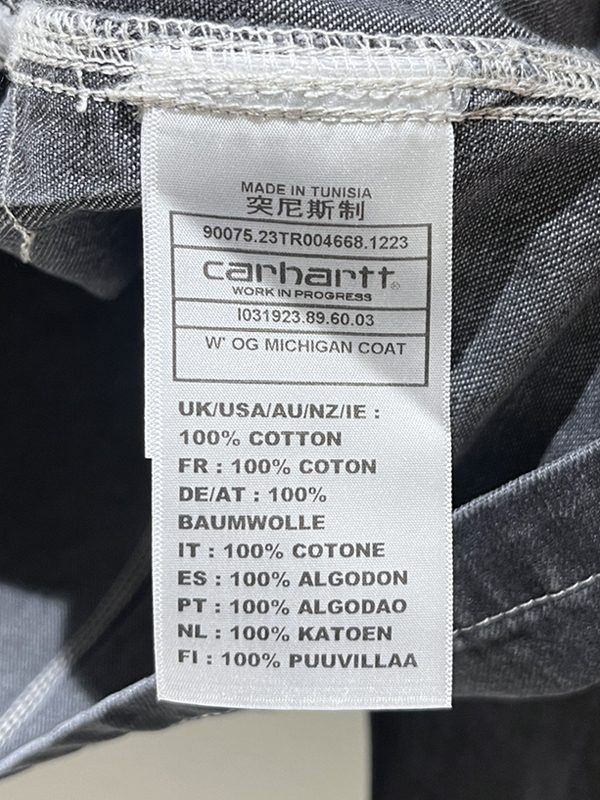 MADE IN TUNISIA
突尼斯制
90075.23TR004668.1223
carhartt®
WORK IN PROGRESS
I031923.89.60.03
W' OG MICHIGAN COAT
UK/USA/AU/NZ/IE :
100% COTTON
FR : 100% COTON
DE/AT : 100%
BAUMWOLLE
IT : 100% COTONE
ES : 100% ALGODON
PT : 100% ALGODAO
NL : 100% KATOEN
FI : 100% PUUVILLAA